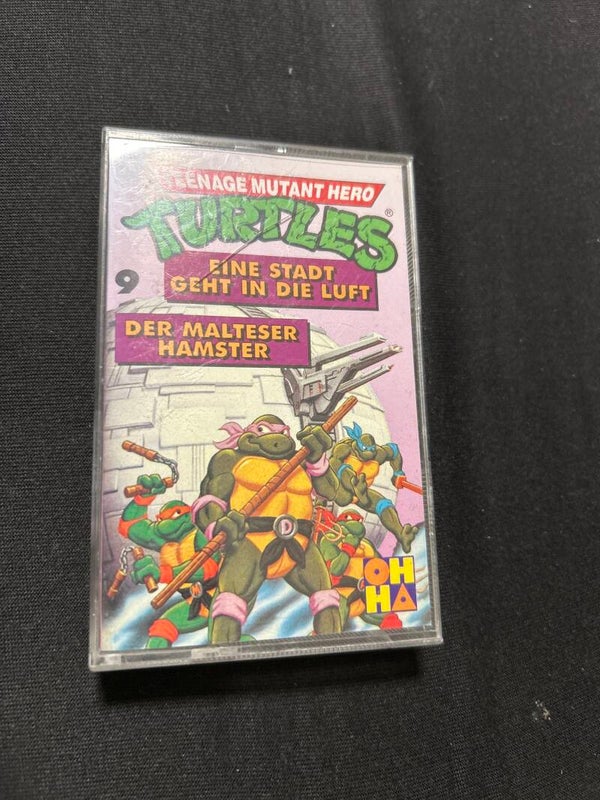 TEENAGE MUTANT HERO
TURTLES®
9
EINE STADT
GEHT IN DIE LUFT
DER MALTESER
HAMSTER
D
OH
HA